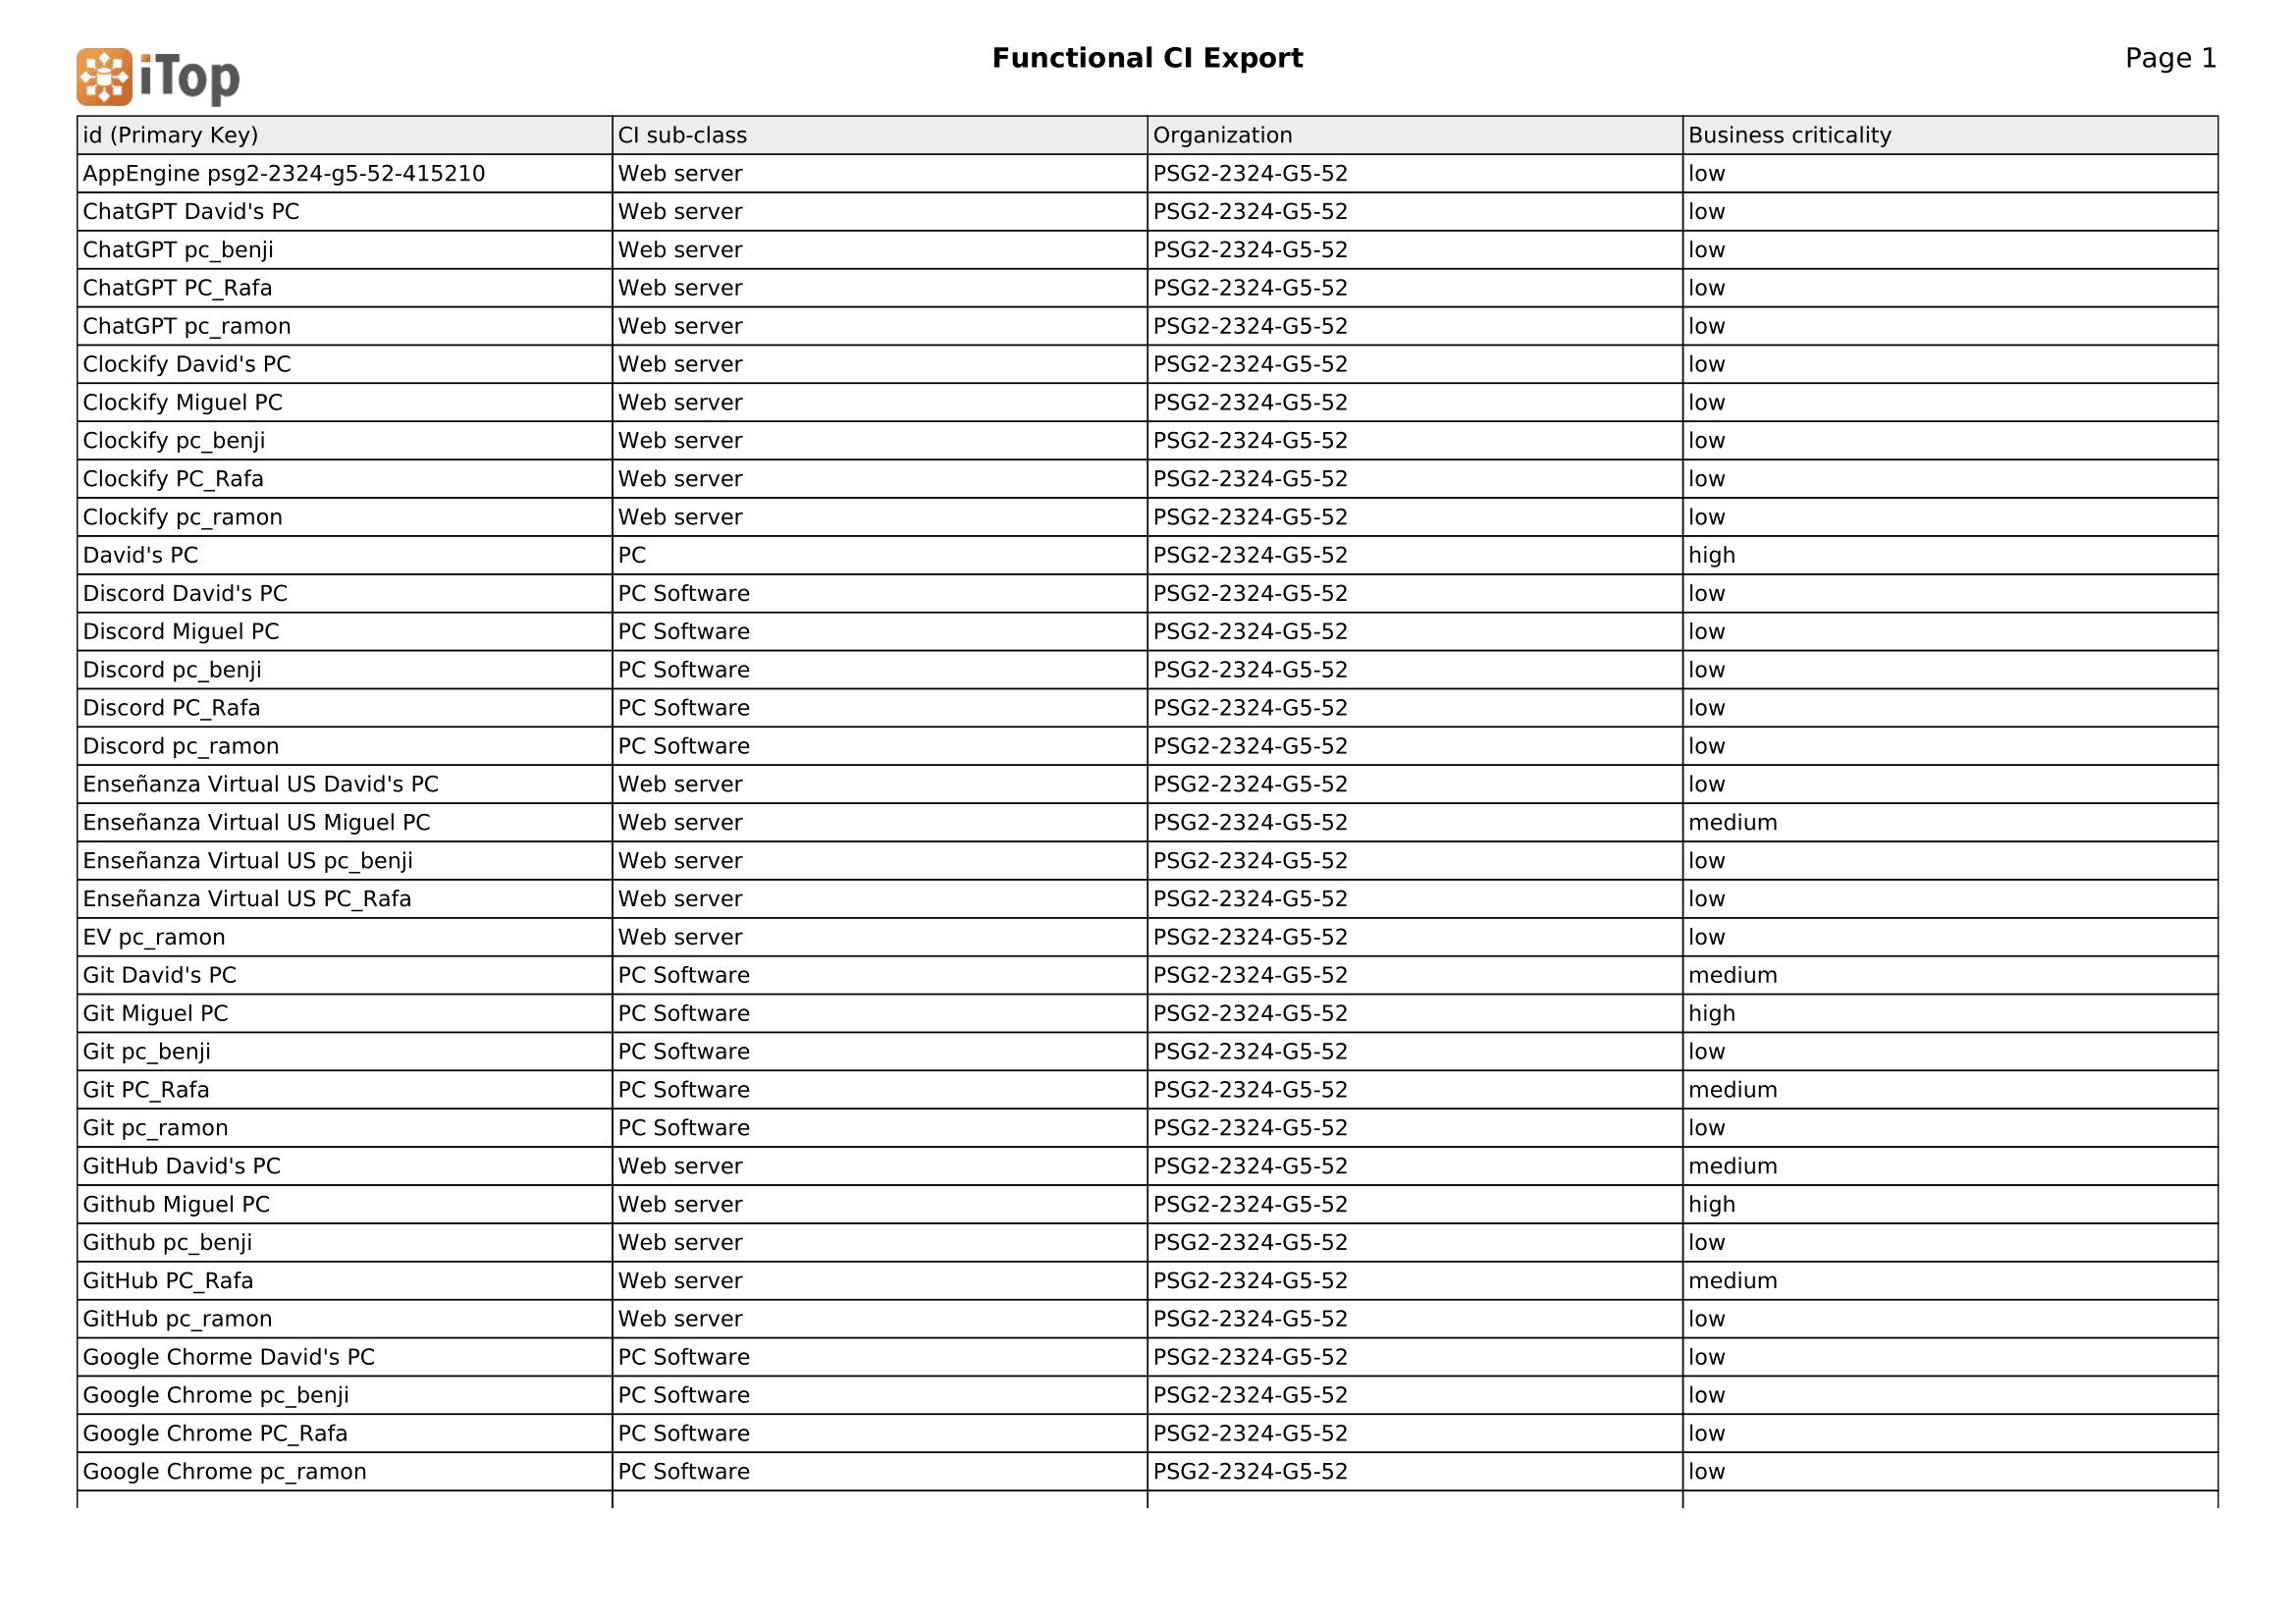 iTop
Functional CI Export
Page 1
id (Primary Key) CI sub-class Organization Business criticality
AppEngine psg2-2324-g5-52-415210 Web server PSG2-2324-G5-52 low
ChatGPT David's PC Web server PSG2-2324-G5-52 low
ChatGPT pc_benji Web server PSG2-2324-G5-52 low
ChatGPT PC_Rafa Web server PSG2-2324-G5-52 low
ChatGPT pc_ramon Web server PSG2-2324-G5-52 low
Clockify David's PC Web server PSG2-2324-G5-52 low
Clockify Miguel PC Web server PSG2-2324-G5-52 low
Clockify pc_benji Web server PSG2-2324-G5-52 low
Clockify PC_Rafa Web server PSG2-2324-G5-52 low
Clockify pc_ramon Web server PSG2-2324-G5-52 low
David's PC PC PSG2-2324-G5-52 high
Discord David's PC PC Software PSG2-2324-G5-52 low
Discord Miguel PC PC Software PSG2-2324-G5-52 low
Discord pc_benji PC Software PSG2-2324-G5-52 low
Discord PC_Rafa PC Software PSG2-2324-G5-52 low
Discord pc_ramon PC Software PSG2-2324-G5-52 low
Enseñanza Virtual US David's PC Web server PSG2-2324-G5-52 low
Enseñanza Virtual US Miguel PC Web server PSG2-2324-G5-52 medium
Enseñanza Virtual US pc_benji Web server PSG2-2324-G5-52 low
Enseñanza Virtual US PC_Rafa Web server PSG2-2324-G5-52 low
EV pc_ramon Web server PSG2-2324-G5-52 low
Git David's PC PC Software PSG2-2324-G5-52 medium
Git Miguel PC PC Software PSG2-2324-G5-52 high
Git pc_benji PC Software PSG2-2324-G5-52 low
Git PC_Rafa PC Software PSG2-2324-G5-52 medium
Git pc_ramon PC Software PSG2-2324-G5-52 low
GitHub David's PC Web server PSG2-2324-G5-52 medium
Github Miguel PC Web server PSG2-2324-G5-52 high
Github pc_benji Web server PSG2-2324-G5-52 low
GitHub PC_Rafa Web server PSG2-2324-G5-52 medium
GitHub pc_ramon Web server PSG2-2324-G5-52 low
Google Chorme David's PC PC Software PSG2-2324-G5-52 low
Google Chrome pc_benji PC Software PSG2-2324-G5-52 low
Google Chrome PC_Rafa PC Software PSG2-2324-G5-52 low
Google Chrome pc_ramon PC Software PSG2-2324-G5-52 low